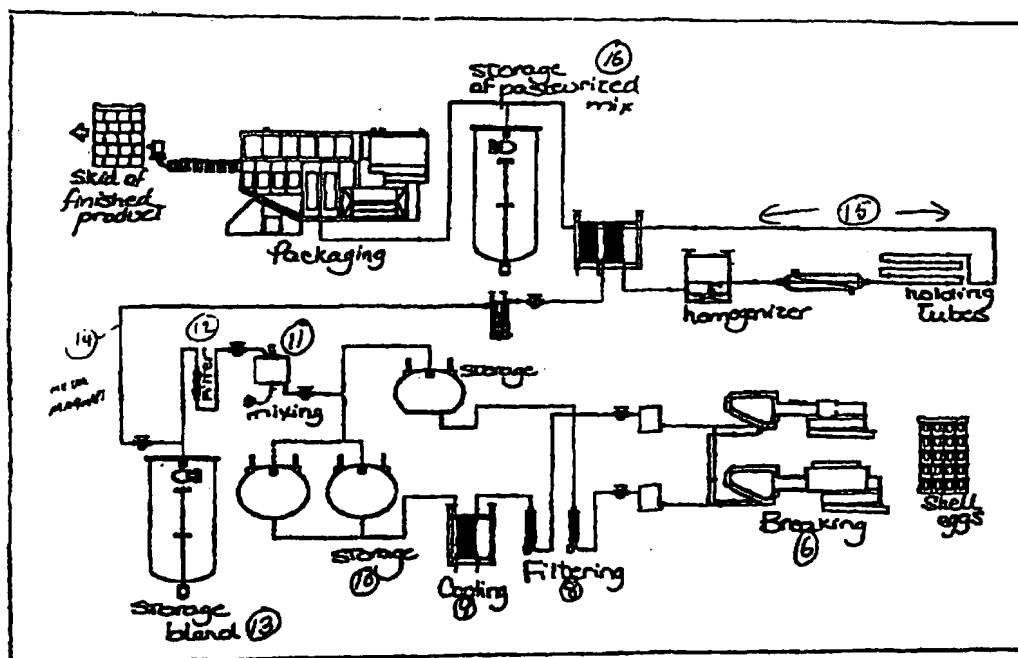 16
Storage
of pasteurized
mix
Skid of
finished
product
Packaging
15
homogenizer
holding
Tubes
14
12
filter
11
mixing
Storage
Storage
10
Cooling
9
Filtering
8
Breaking
6
Shell
eggs
Storage
blend 13